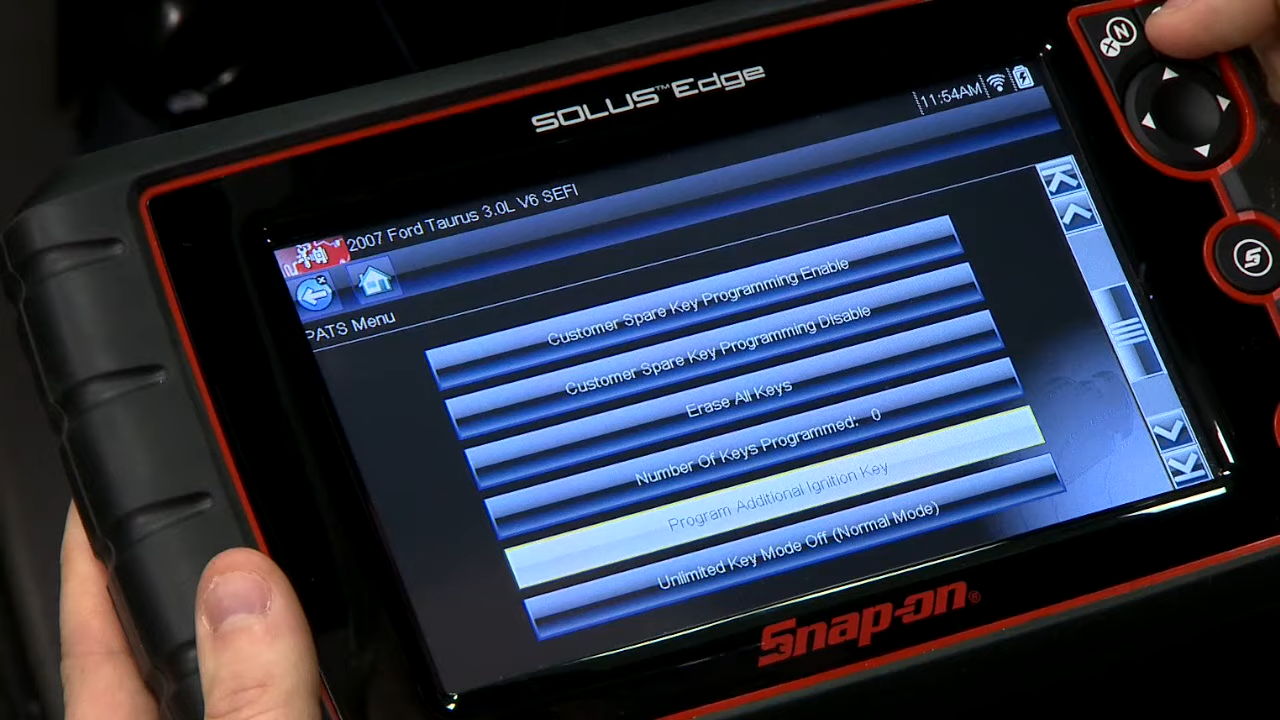 SOLUS™ Edge
11:54AM
2007 Ford Taurus 3.0L V6 SEFI
PATS Menu
Customer Spare Key Programming Enable
Customer Spare Key Programming Disable
Erase All Keys
Number Of Keys Programmed: 0
Program Additional Ignition Key
Unlimited Key Mode Off (Normal Mode)
Snap-on®
N
X
S